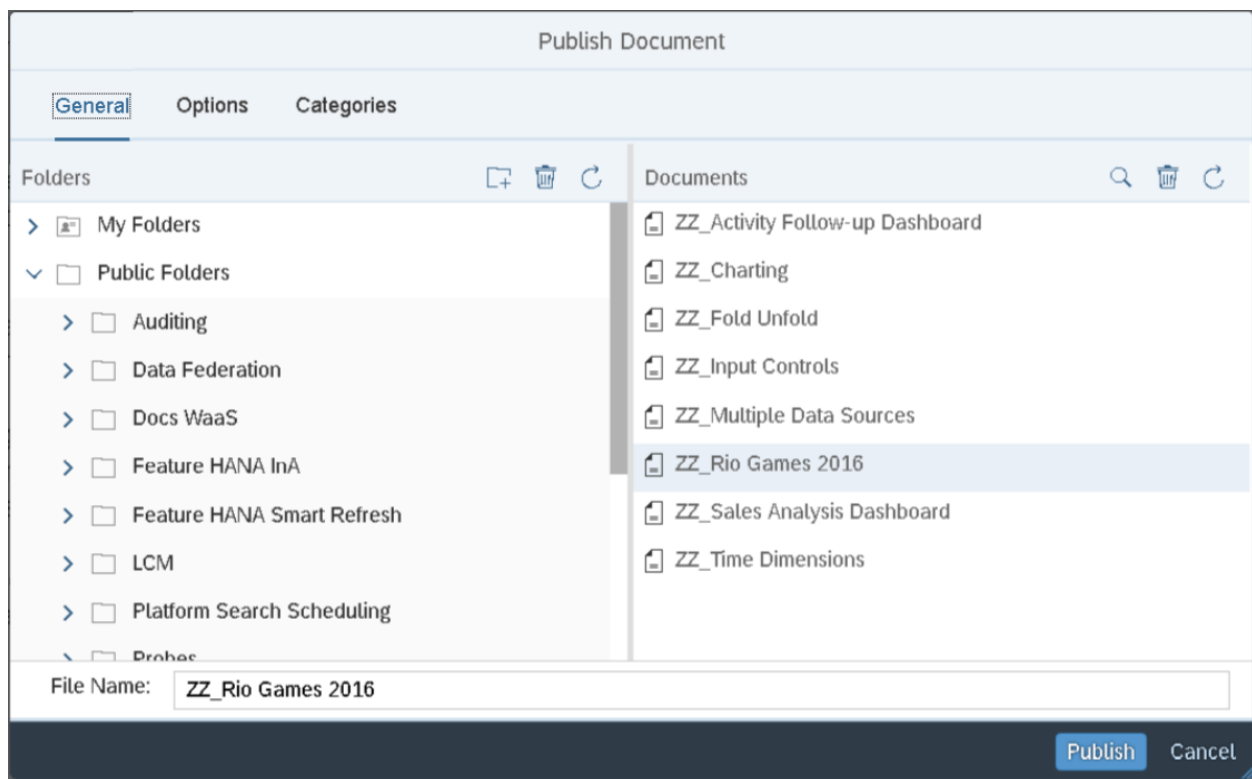 Publish Document
General Options Categories
Folders
My Folders
Public Folders
Auditing
Data Federation
Docs WaaS
Feature HANA InA
Feature HANA Smart Refresh
LCM
Platform Search Scheduling
Probes
Documents
ZZ_Activity Follow-up Dashboard
ZZ_Charting
ZZ_Fold Unfold
ZZ_Input Controls
ZZ_Multiple Data Sources
ZZ_Rio Games 2016
ZZ_Sales Analysis Dashboard
ZZ_Time Dimensions
File Name: ZZ_Rio Games 2016
Publish Cancel